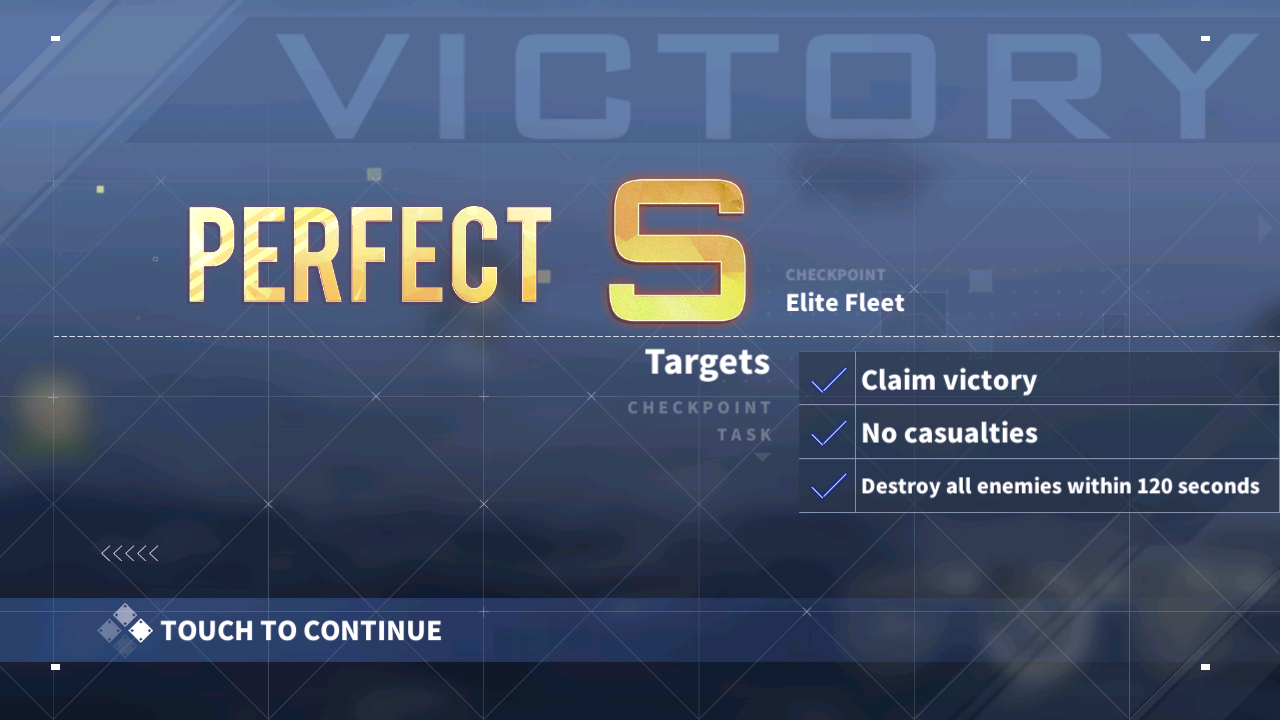 VICTORY
PERFECT S
CHECKPOINT
Elite Fleet
Targets
CHECKPOINT
TASK
Claim victory
No casualties
Destroy all enemies within 120 seconds
TOUCH TO CONTINUE